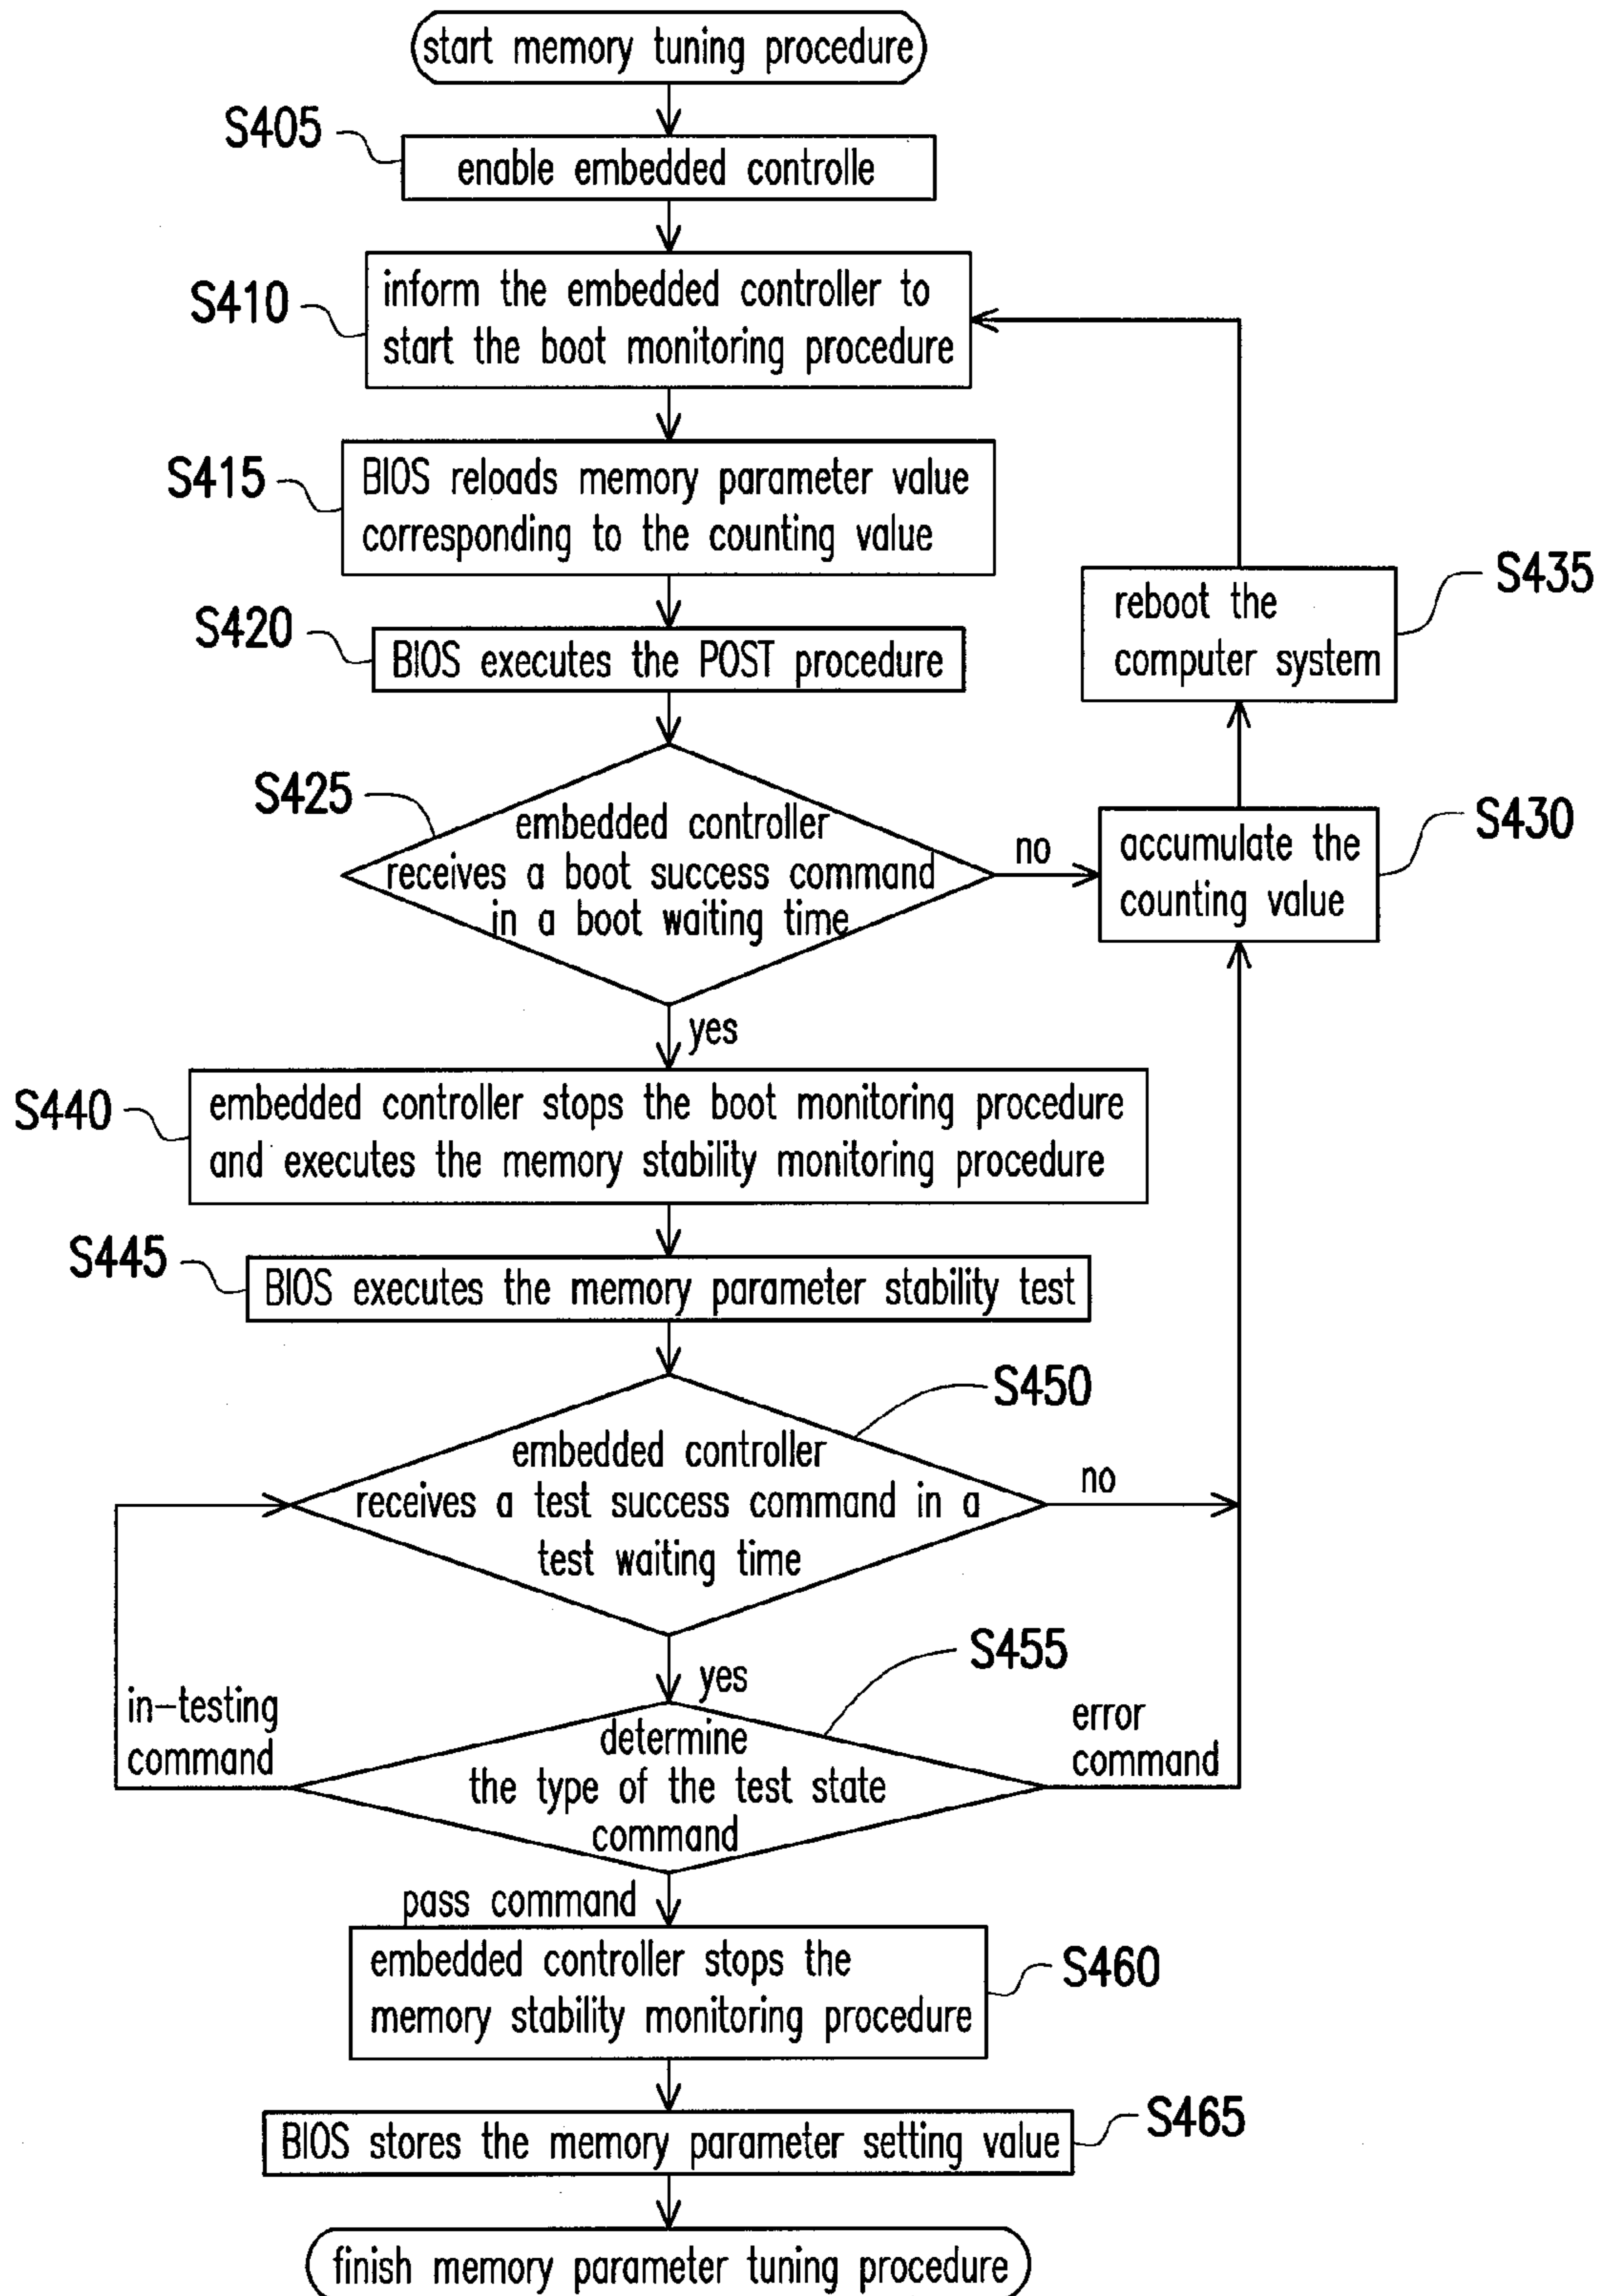 start memory tuning procedure
S405
enable embedded controlle
S410
inform the embedded controller to
start the boot monitoring procedure
S415
BIOS reloads memory parameter value
corresponding to the counting value
S435
reboot the
computer system
S420
BIOS executes the POST procedure
S425
embedded controller
receives a boot success command
in a boot waiting time
no
S430
accumulate the
counting value
yes
S440
embedded controller stops the boot monitoring procedure
and executes the memory stability monitoring procedure
S445
BIOS executes the memory parameter stability test
S450
embedded controller
receives a test success command in a
test waiting time
no
yes
S455
in-testing
command
determine
the type of the test state
command
error
command
pass command
embedded controller stops the
memory stability monitoring procedure
S460
BIOS stores the memory parameter setting value
S465
finish memory parameter tuning procedure